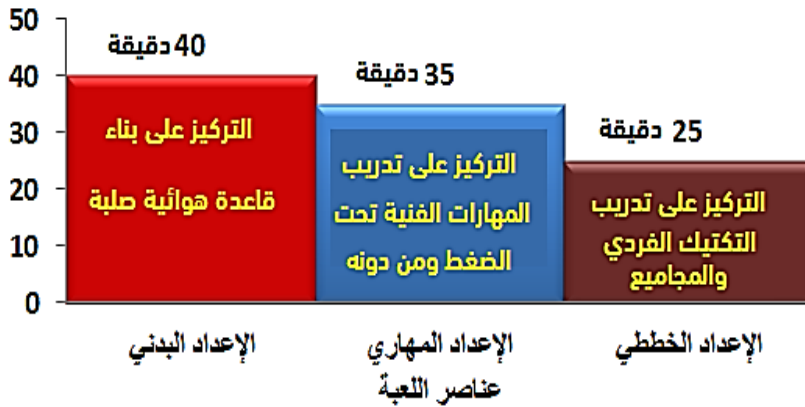 50
40
30
20
10
0
40 دقيقة
التركيز على بناء
قاعدة هوائية صلبة
35 دقيقة
التركيز على تدريب
المهارات الفنية تحت
الضغط ومن دونه
25 دقيقة
التركيز على تدريب
التكتيك الفردي
والمجاميع
الإعداد البدني
الإعداد المهاري
الإعداد الخططي
عناصر اللعبة